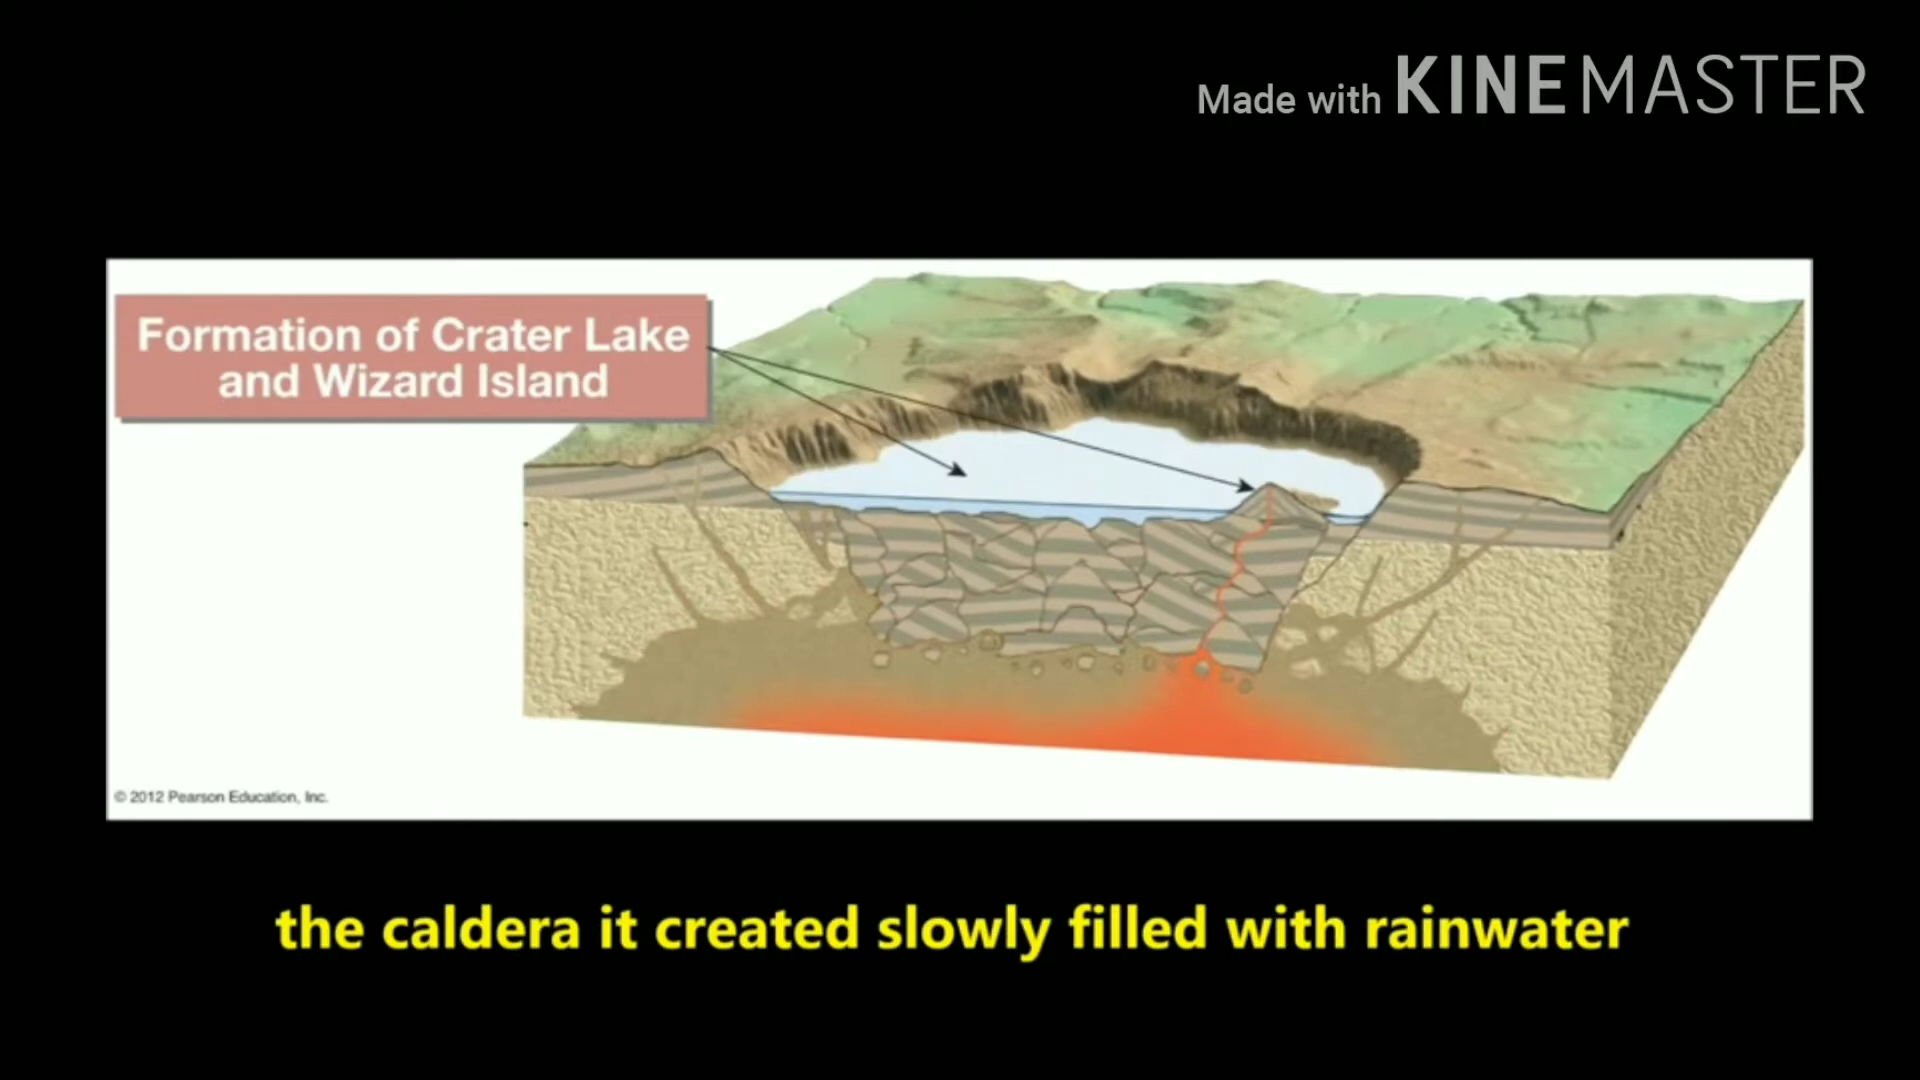 Made with KINEMASTER
Formation of Crater Lake
and Wizard Island
© 2012 Pearson Education, Inc.
the caldera it created slowly filled with rainwater